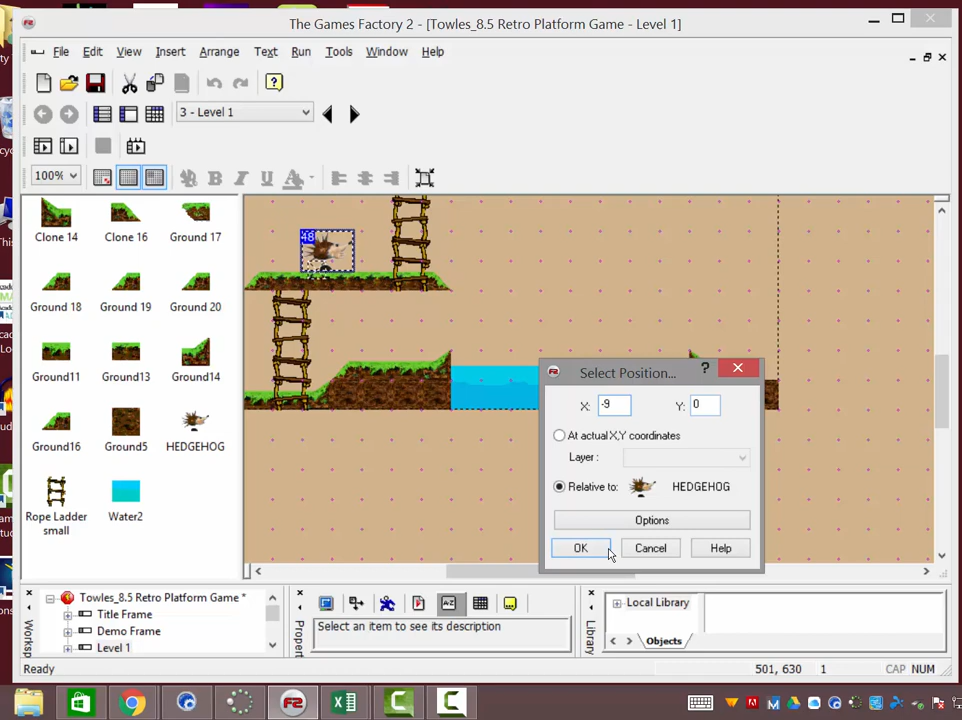 The Games Factory 2 - [Towles_8.5 Retro Platform Game - Level 1]
File Edit View Insert Arrange Text Run Tools Window Help
3 - Level 1
100%
B I U A
Clone 14 Clone 16 Ground 17
Ground 18 Ground 19 Ground 20
Ground11 Ground13 Ground14
Ground16 Ground5 HEDGEHOG
Rope Ladder
small
Water2
48
Select Position...
X: -9 Y: 0
At actual X,Y coordinates
Layer :
Relative to: HEDGEHOG
Options
OK Cancel Help
Towles_8.5 Retro Platform Game *
Title Frame
Demo Frame
Level 1
Propert
Select an item to see its description
Library
Local Library
Objects
Worksp
Ready
501, 630 1 CAP NUM